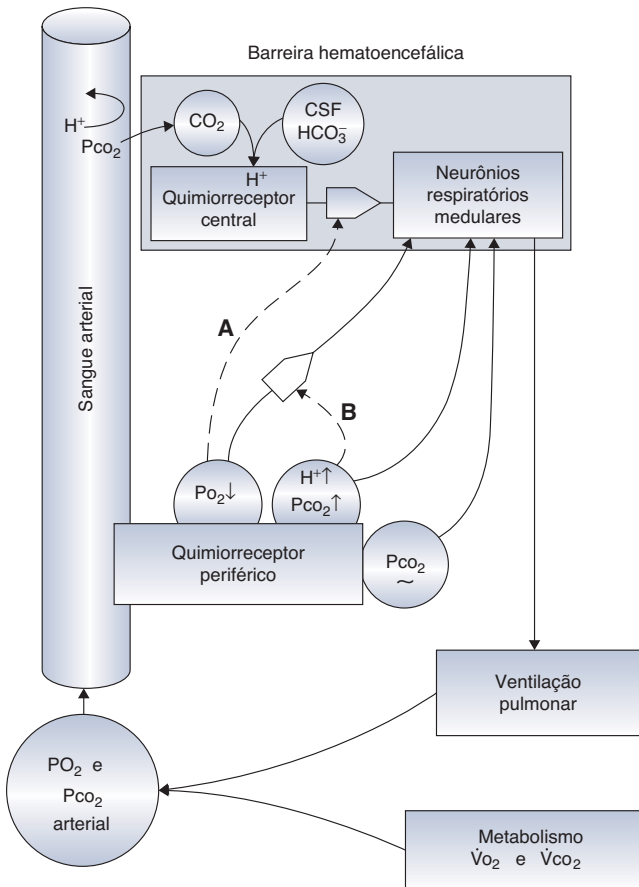 Barreira hematoencefálica
H⁺
Pco₂
CO₂
CSF
HCO₃⁻
H⁺
Quimiorreceptor
central
Neurônios
respiratórios
medulares
Sangue arterial
A
B
Po₂↓
H⁺↑
Pco₂↑
Quimiorreceptor
periférico
Pco₂
~
Ventilação
pulmonar
PO₂ e
Pco₂
arterial
Metabolismo
V̇o₂ e V̇co₂